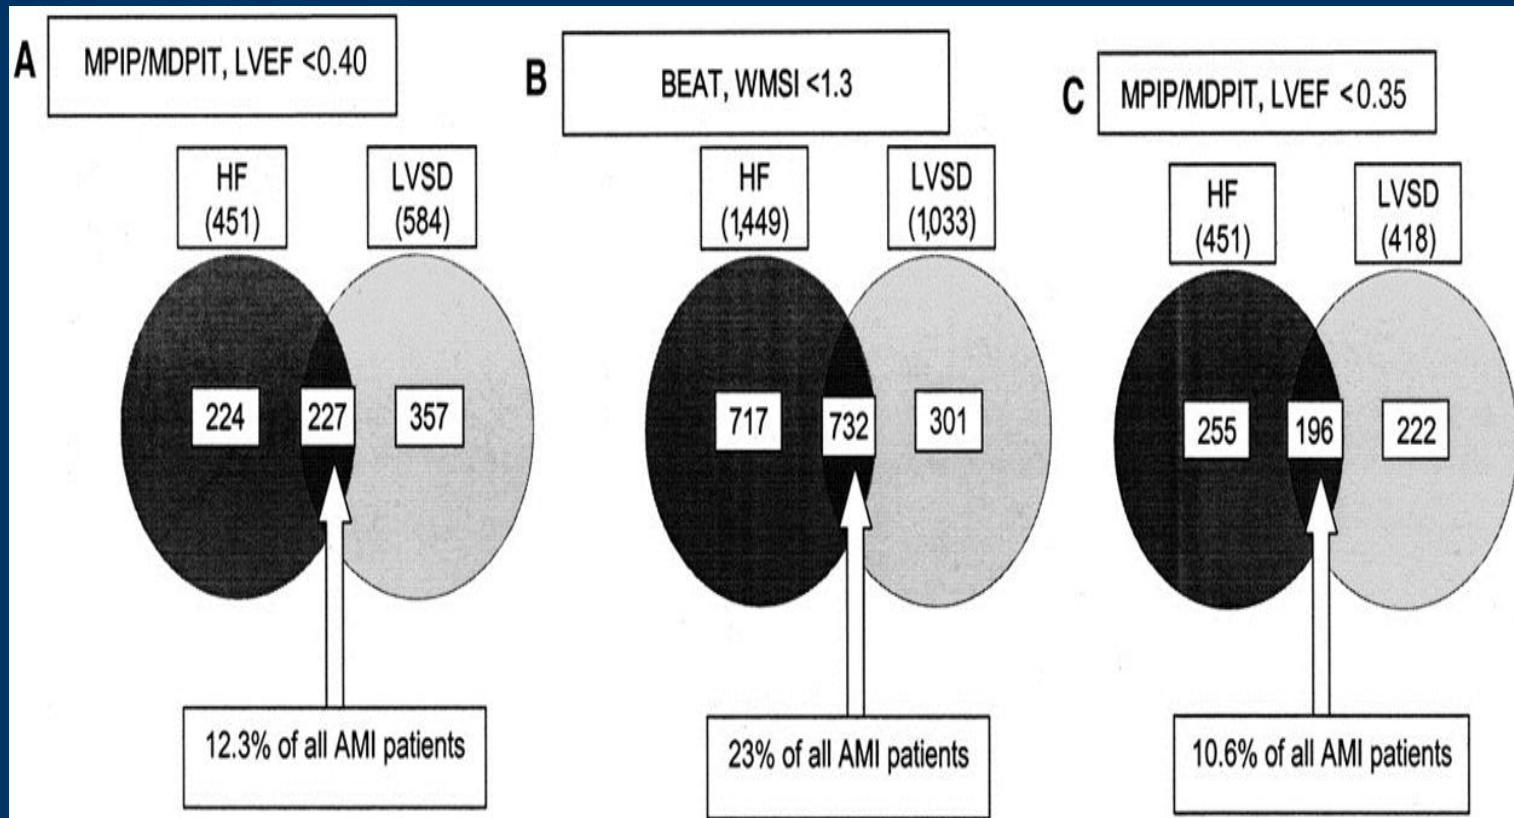 A
MPIP/MDPIT, LVEF <0.40
HF
(451)
LVSD
(584)
224
227
357
12.3% of all AMI patients
B
BEAT, WMSI <1.3
HF
(1,449)
LVSD
(1,033)
717
732
301
23% of all AMI patients
C
MPIP/MDPIT, LVEF <0.35
HF
(451)
LVSD
(418)
255
196
222
10.6% of all AMI patients